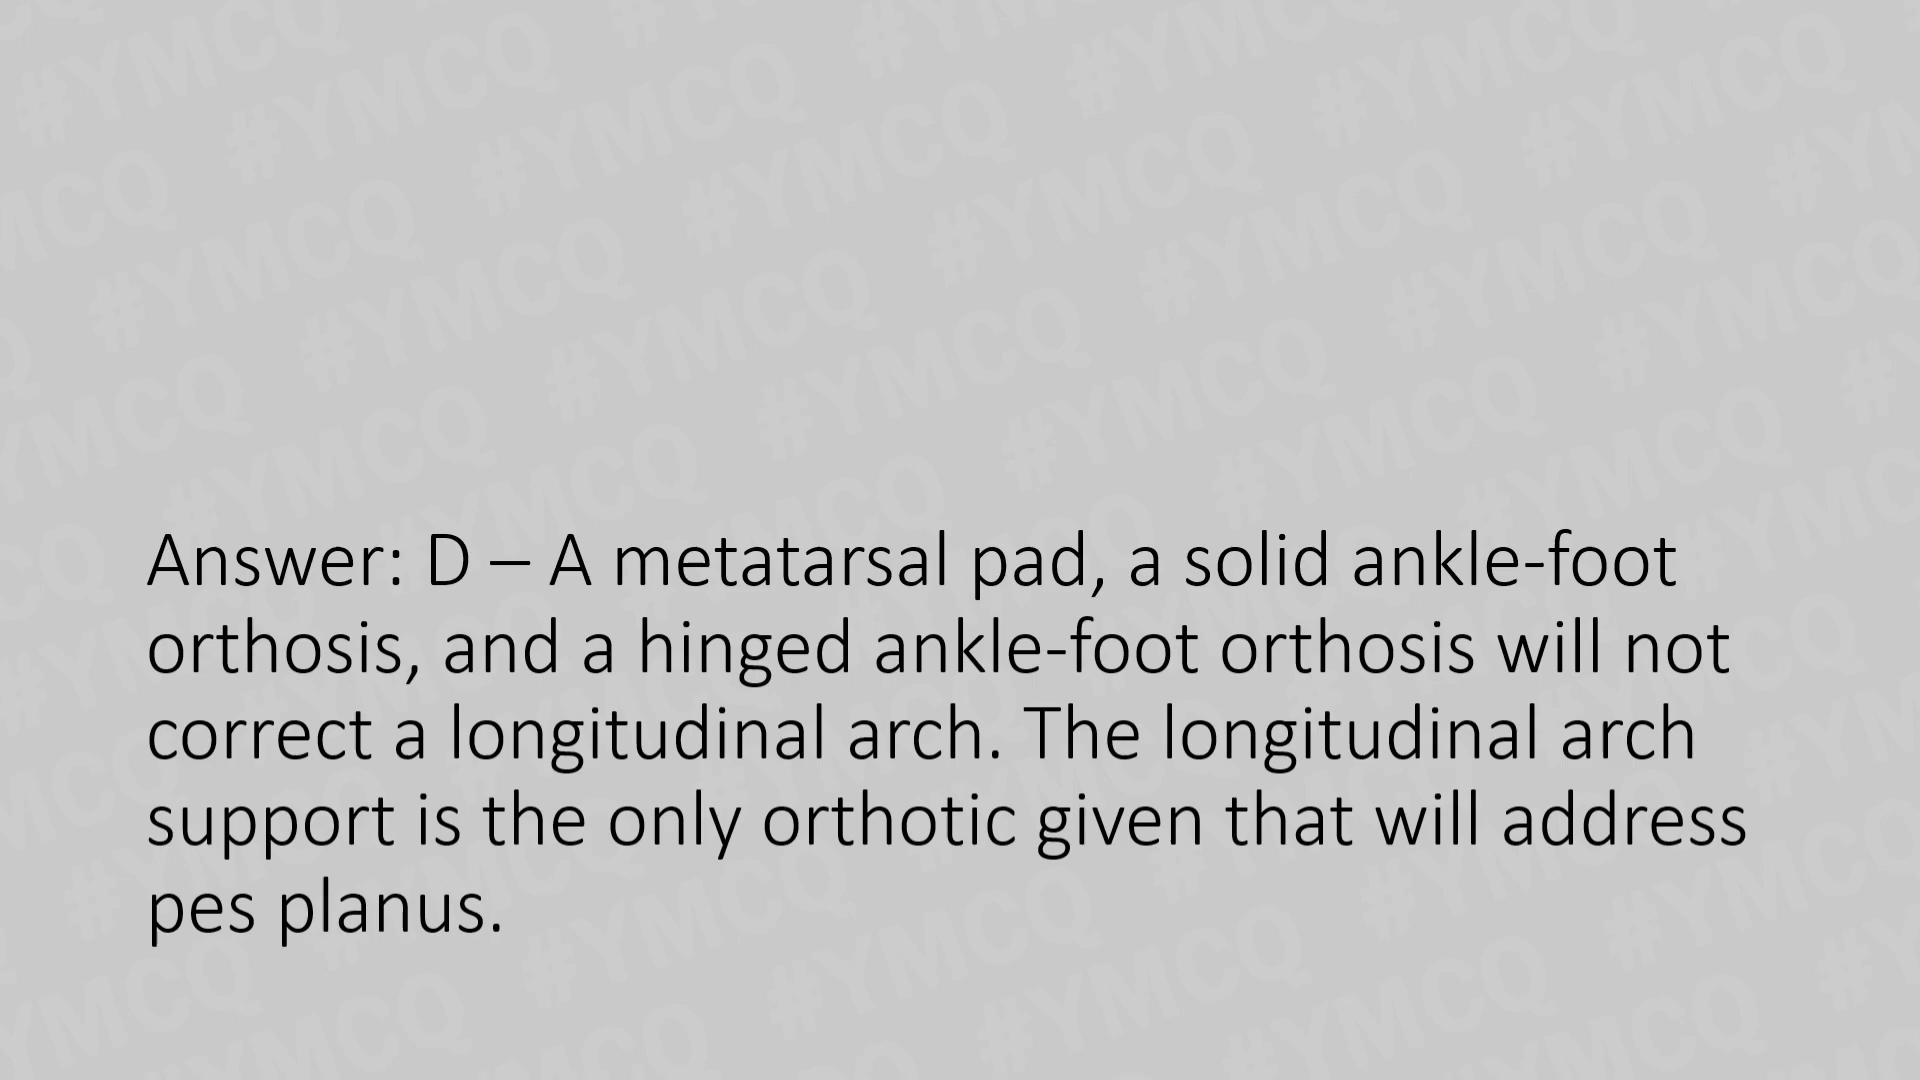 Answer: D – A metatarsal pad, a solid ankle-foot
orthosis, and a hinged ankle-foot orthosis will not
correct a longitudinal arch. The longitudinal arch
support is the only orthotic given that will address
pes planus.
#YMCQ